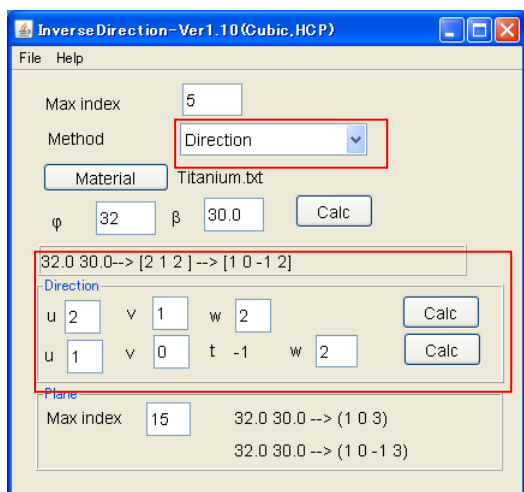 InverseDirection-Ver1.10(Cubic,HCP)
File Help
Max index 5
Method Direction
Material Titanium.txt
φ 32 β 30.0 Calc
32.0 30.0--> [2 1 2 ] --> [1 0 -1 2]
Direction
u 2 v 1 w 2 Calc
u 1 v 0 t -1 w 2 Calc
Plane
Max index 15 32.0 30.0 --> (1 0 3)
32.0 30.0 --> (1 0 -1 3)